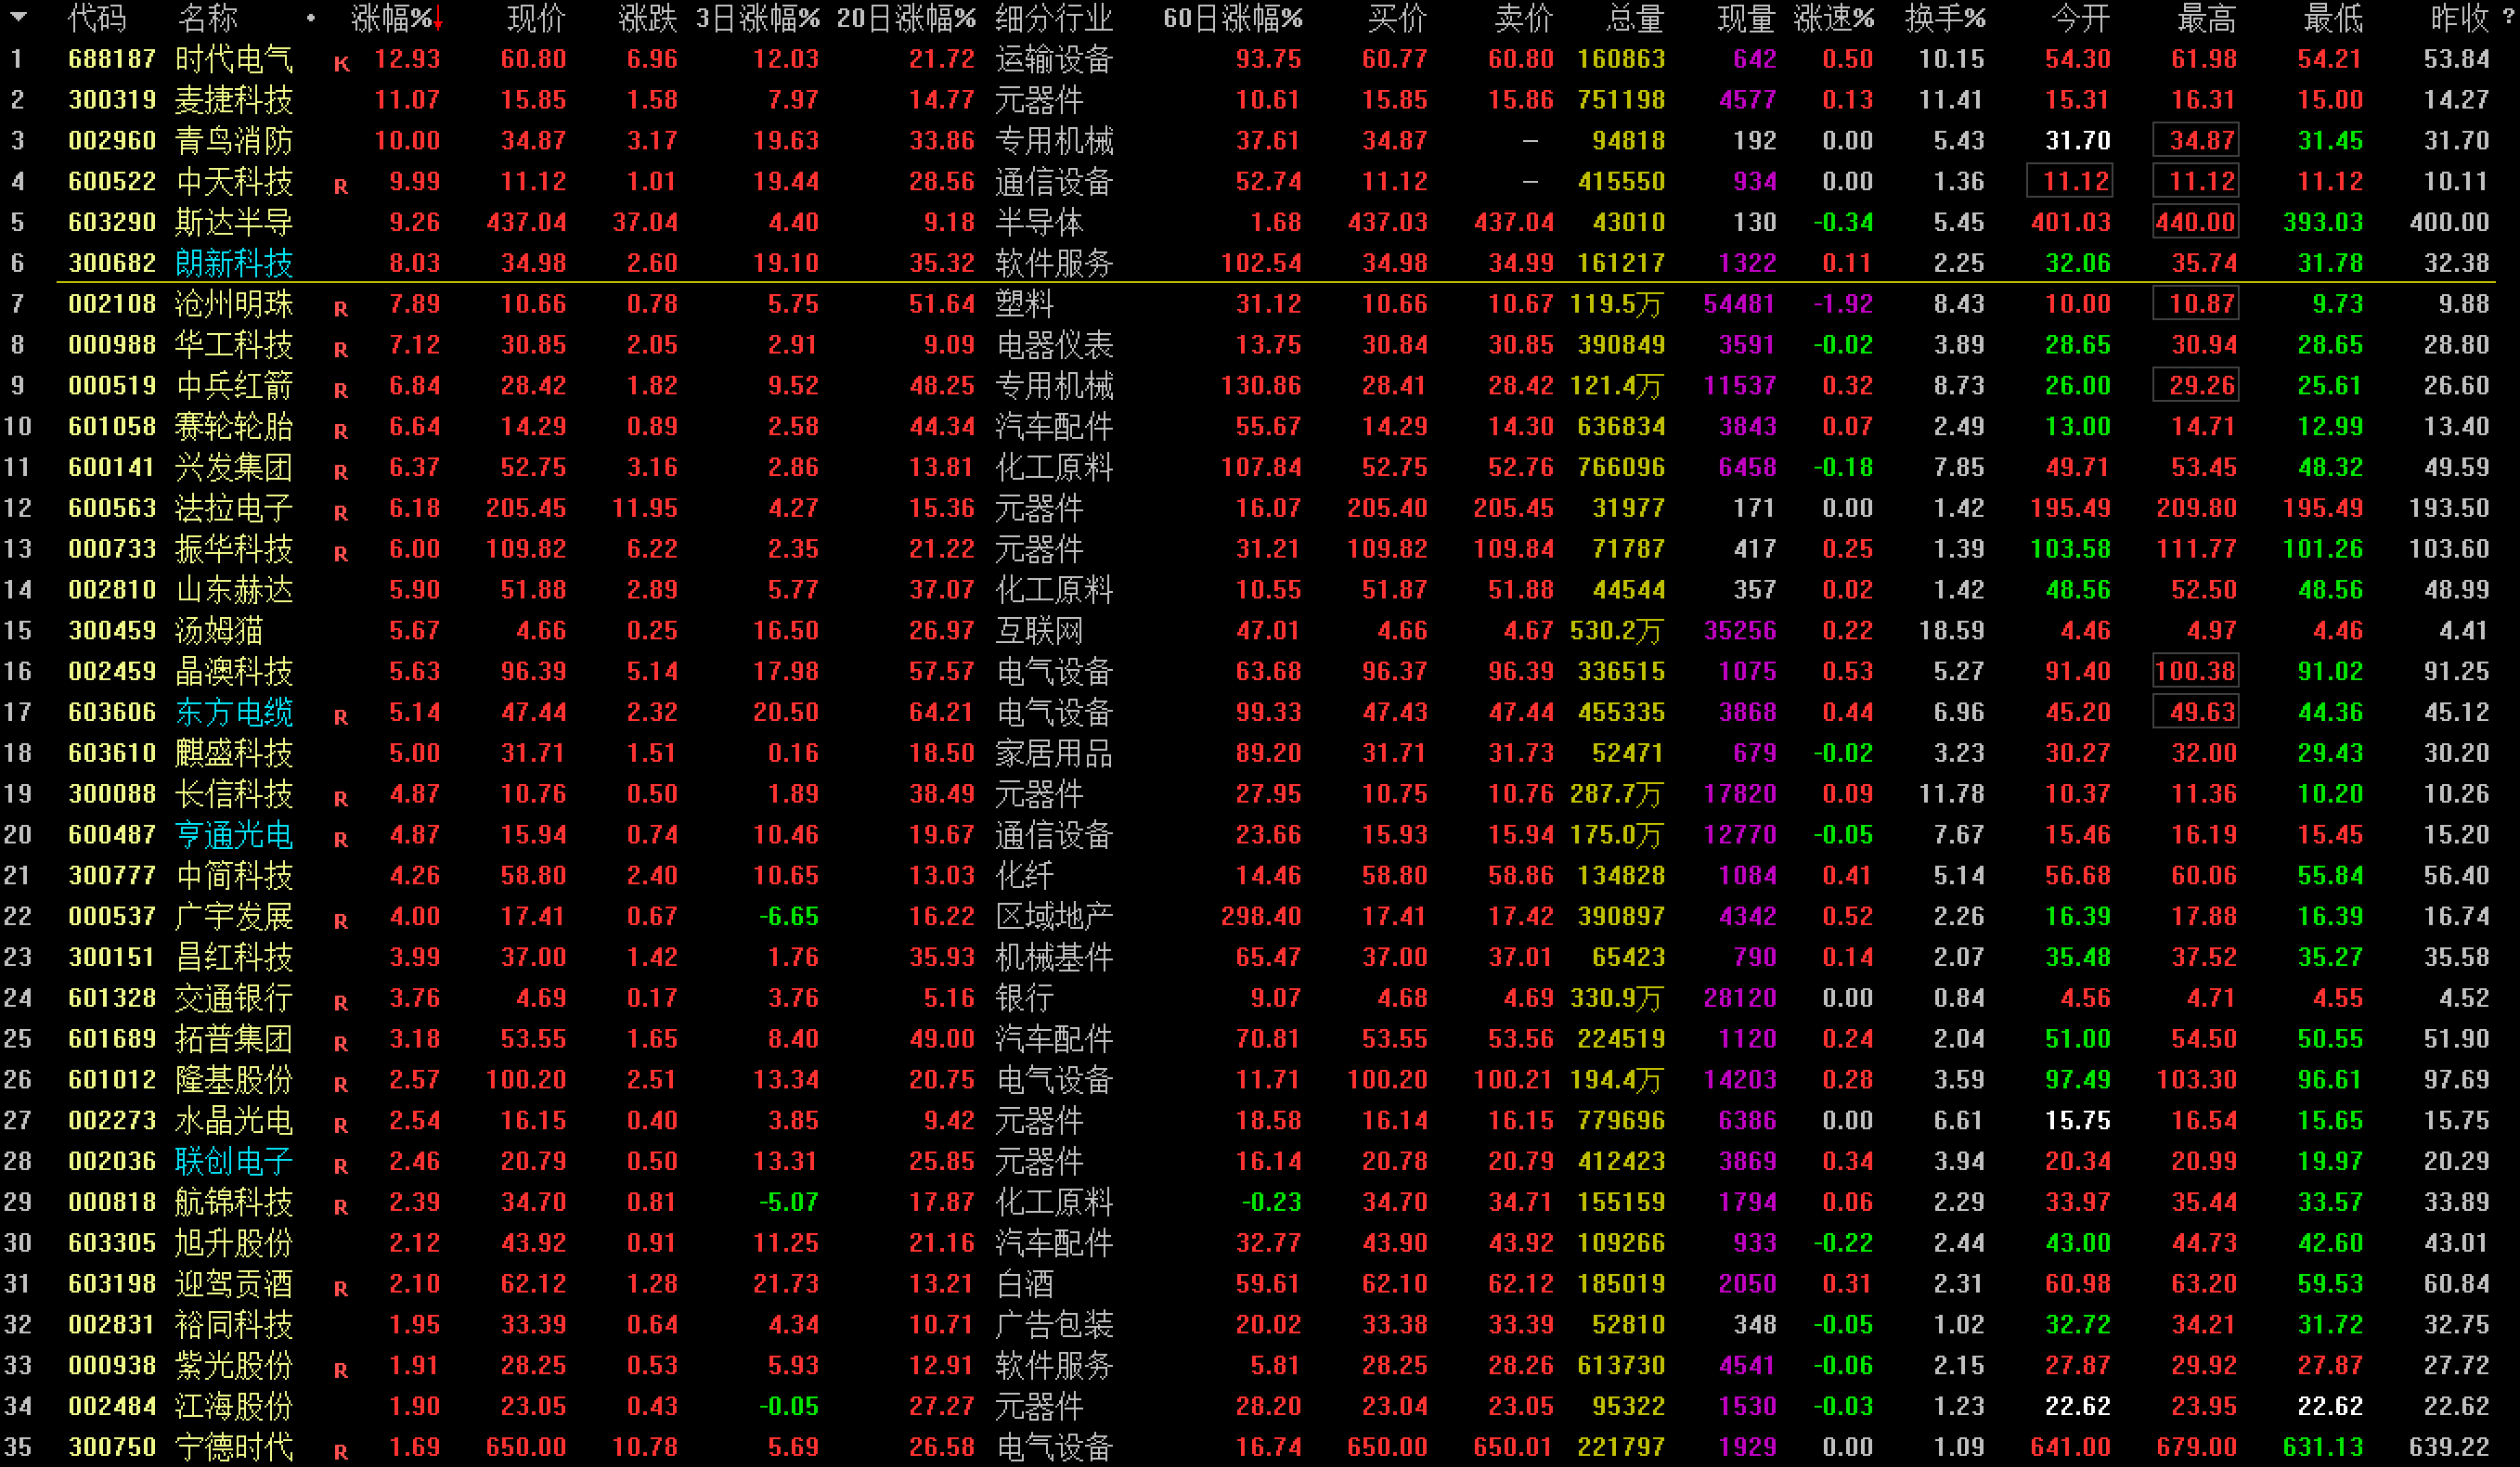 代码 名称 涨幅%↓ 现价 涨跌 3日涨幅% 20日涨幅% 细分行业 60日涨幅% 买价 卖价 总量 现量 涨速% 换手% 今开 最高 最低 昨收 ?
1 688187 时代电气 K 12.93 60.80 6.96 12.03 21.72 运输设备 93.75 60.77 60.80 160863 642 0.50 10.15 54.30 61.98 54.21 53.84
2 300319 麦捷科技 11.07 15.85 1.58 7.97 14.77 元器件 10.61 15.85 15.86 751198 4577 0.13 11.41 15.31 16.31 15.00 14.27
3 002960 青鸟消防 10.00 34.87 3.17 19.63 33.86 专用机械 37.61 34.87 — 94818 192 0.00 5.43 31.70 34.87 31.45 31.70
4 600522 中天科技 R 9.99 11.12 1.01 19.44 28.56 通信设备 52.74 11.12 — 415550 934 0.00 1.36 11.12 11.12 11.12 10.11
5 603290 斯达半导 9.26 437.04 37.04 4.40 9.18 半导体 1.68 437.03 437.04 43010 130 -0.34 5.45 401.03 440.00 393.03 400.00
6 300682 朗新科技 8.03 34.98 2.60 19.10 35.32 软件服务 102.54 34.98 34.99 161217 1322 0.11 2.25 32.06 35.74 31.78 32.38
7 002108 沧州明珠 R 7.89 10.66 0.78 5.75 51.64 塑料 31.12 10.66 10.67 119.5万 54481 -1.92 8.43 10.00 10.87 9.73 9.88
8 000988 华工科技 R 7.12 30.85 2.05 2.91 9.09 电器仪表 13.75 30.84 30.85 390849 3591 -0.02 3.89 28.65 30.94 28.65 28.80
9 000519 中兵红箭 R 6.84 28.42 1.82 9.52 48.25 专用机械 130.86 28.41 28.42 121.4万 11537 0.32 8.73 26.00 29.26 25.61 26.60
10 601058 赛轮轮胎 R 6.64 14.29 0.89 2.58 44.34 汽车配件 55.67 14.29 14.30 636834 3843 0.07 2.49 13.00 14.71 12.99 13.40
11 600141 兴发集团 R 6.37 52.75 3.16 2.86 13.81 化工原料 107.84 52.75 52.76 766096 6458 -0.18 7.85 49.71 53.45 48.32 49.59
12 600563 法拉电子 R 6.18 205.45 11.95 4.27 15.36 元器件 16.07 205.40 205.45 31977 171 0.00 1.42 195.49 209.80 195.49 193.50
13 000733 振华科技 R 6.00 109.82 6.22 2.35 21.22 元器件 31.21 109.82 109.84 71787 417 0.25 1.39 103.58 111.77 101.26 103.60
14 002810 山东赫达 5.90 51.88 2.89 5.77 37.07 化工原料 10.55 51.87 51.88 44544 357 0.02 1.42 48.56 52.50 48.56 48.99
15 300459 汤姆猫 5.67 4.66 0.25 16.50 26.97 互联网 47.01 4.66 4.67 530.2万 35256 0.22 18.59 4.46 4.97 4.46 4.41
16 002459 晶澳科技 5.63 96.39 5.14 17.98 57.57 电气设备 63.68 96.37 96.39 336515 1075 0.53 5.27 91.40 100.38 91.02 91.25
17 603606 东方电缆 R 5.14 47.44 2.32 20.50 64.21 电气设备 99.33 47.43 47.44 455335 3868 0.44 6.96 45.20 49.63 44.36 45.12
18 603610 麒盛科技 5.00 31.71 1.51 0.16 18.50 家居用品 89.20 31.71 31.73 52471 679 -0.02 3.23 30.27 32.00 29.43 30.20
19 300088 长信科技 R 4.87 10.76 0.50 1.89 38.49 元器件 27.95 10.75 10.76 287.7万 17820 0.09 11.78 10.37 11.36 10.20 10.26
20 600487 亨通光电 R 4.87 15.94 0.74 10.46 19.67 通信设备 23.66 15.93 15.94 175.0万 12770 -0.05 7.67 15.46 16.19 15.45 15.20
21 300777 中简科技 4.26 58.80 2.40 10.65 13.03 化纤 14.46 58.80 58.86 134828 1084 0.41 5.14 56.68 60.06 55.84 56.40
22 000537 广宇发展 R 4.00 17.41 0.67 -6.65 16.22 区域地产 298.40 17.41 17.42 390897 4342 0.52 2.26 16.39 17.88 16.39 16.74
23 300151 昌红科技 3.99 37.00 1.42 1.76 35.93 机械基件 65.47 37.00 37.01 65423 790 0.14 2.07 35.48 37.52 35.27 35.58
24 601328 交通银行 R 3.76 4.69 0.17 3.76 5.16 银行 9.07 4.68 4.69 330.9万 28120 0.00 0.84 4.56 4.71 4.55 4.52
25 601689 拓普集团 R 3.18 53.55 1.65 8.40 49.00 汽车配件 70.81 53.55 53.56 224519 1120 0.24 2.04 51.00 54.50 50.55 51.90
26 601012 隆基股份 R 2.57 100.20 2.51 13.34 20.75 电气设备 11.71 100.20 100.21 194.4万 14203 0.28 3.59 97.49 103.30 96.61 97.69
27 002273 水晶光电 R 2.54 16.15 0.40 3.85 9.42 元器件 18.58 16.14 16.15 779696 6386 0.00 6.61 15.75 16.54 15.65 15.75
28 002036 联创电子 R 2.46 20.79 0.50 13.31 25.85 元器件 16.14 20.78 20.79 412423 3869 0.34 3.94 20.34 20.99 19.97 20.29
29 000818 航锦科技 R 2.39 34.70 0.81 -5.07 17.87 化工原料 -0.23 34.70 34.71 155159 1794 0.06 2.29 33.97 35.44 33.57 33.89
30 603305 旭升股份 2.12 43.92 0.91 11.25 21.16 汽车配件 32.77 43.90 43.92 109266 933 -0.22 2.44 43.00 44.73 42.60 43.01
31 603198 迎驾贡酒 R 2.10 62.12 1.28 21.73 13.21 白酒 59.61 62.10 62.12 185019 2050 0.31 2.31 60.98 63.20 59.53 60.84
32 002831 裕同科技 1.95 33.39 0.64 4.34 10.71 广告包装 20.02 33.38 33.39 52810 348 -0.05 1.02 32.72 34.21 31.72 32.75
33 000938 紫光股份 R 1.91 28.25 0.53 5.93 12.91 软件服务 5.81 28.25 28.26 613730 4541 -0.06 2.15 27.87 29.92 27.87 27.72
34 002484 江海股份 1.90 23.05 0.43 -0.05 27.27 元器件 28.20 23.04 23.05 95322 1530 -0.03 1.23 22.62 23.95 22.62 22.62
35 300750 宁德时代 R 1.69 650.00 10.78 5.69 26.58 电气设备 16.74 650.00 650.01 221797 1929 0.00 1.09 641.00 679.00 631.13 639.22